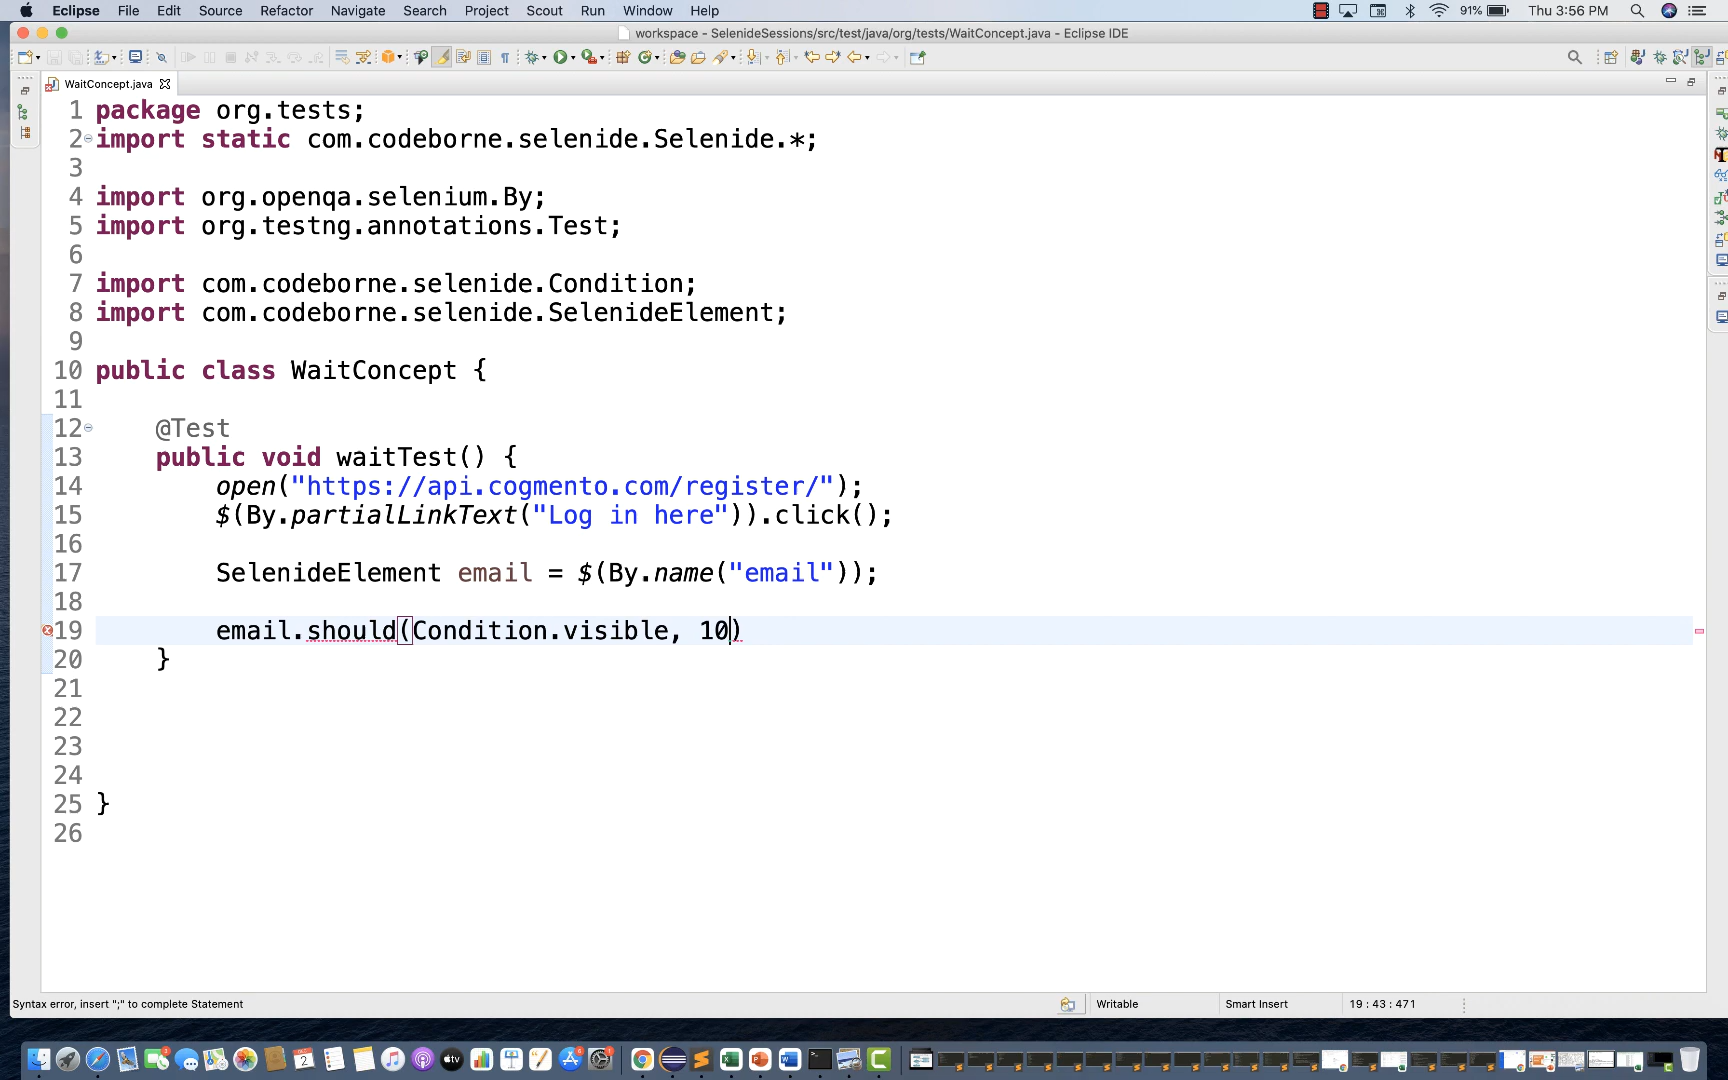 Eclipse File Edit Source Refactor Navigate Search Project Scout Run Window Help 91% Thu 3:56 PM
workspace - SelenideSessions/src/test/java/org/tests/WaitConcept.java - Eclipse IDE
WaitConcept.java
1 package org.tests;
2 import static com.codeborne.selenide.Selenide.*;
3
4 import org.openqa.selenium.By;
5 import org.testng.annotations.Test;
6
7 import com.codeborne.selenide.Condition;
8 import com.codeborne.selenide.SelenideElement;
9
10 public class WaitConcept {
11
12 @Test
13 public void waitTest() {
14 open("https://api.cogmento.com/register/");
15 $(By.partialLinkText("Log in here")).click();
16
17 SelenideElement email = $(By.name("email"));
18
19 email.should(Condition.visible, 10)
20 }
21
22
23
24
25 }
26
Syntax error, insert ";" to complete Statement Writable Smart Insert 19 : 43 : 471